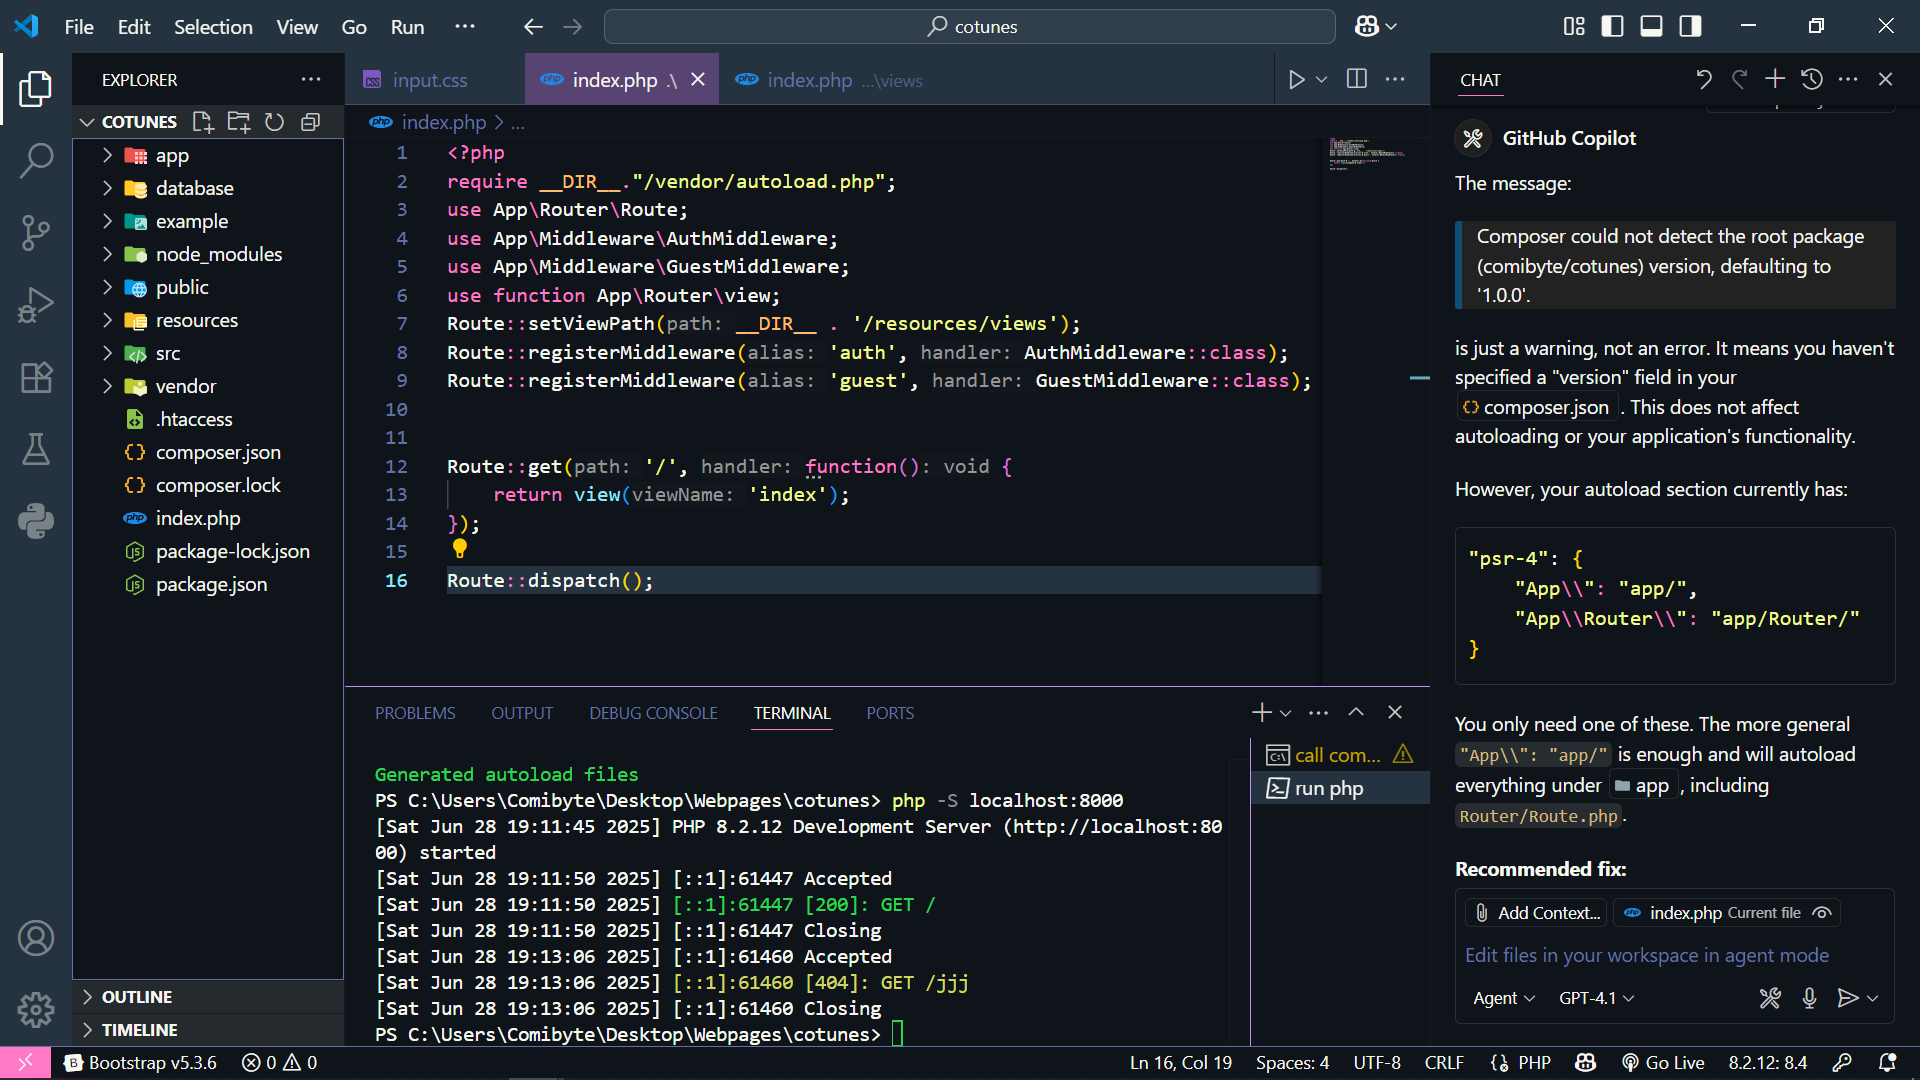 File Edit Selection View Go Run ···
cotunes
EXPLORER
COTUNES
app
database
example
node_modules
public
resources
src
vendor
.htaccess
composer.json
composer.lock
index.php
package-lock.json
package.json
OUTLINE
TIMELINE
input.css
index.php .\
index.php ...\views
index.php > ...
1 <?php
2 require __DIR__."/vendor/autoload.php";
3 use App\Router\Route;
4 use App\Middleware\AuthMiddleware;
5 use App\Middleware\GuestMiddleware;
6 use function App\Router\view;
7 Route::setViewPath(path: __DIR__ . '/resources/views');
8 Route::registerMiddleware(alias: 'auth', handler: AuthMiddleware::class);
9 Route::registerMiddleware(alias: 'guest', handler: GuestMiddleware::class);
10
11
12 Route::get(path: '/', handler: function(): void {
13 return view(viewName: 'index');
14 });
15
16 Route::dispatch();
PROBLEMS OUTPUT DEBUG CONSOLE TERMINAL PORTS
Generated autoload files
PS C:\Users\Comibyte\Desktop\Webpages\cotunes> php -S localhost:8000
[Sat Jun 28 19:11:45 2025] PHP 8.2.12 Development Server (http://localhost:80
00) started
[Sat Jun 28 19:11:50 2025] [::1]:61447 Accepted
[Sat Jun 28 19:11:50 2025] [::1]:61447 [200]: GET /
[Sat Jun 28 19:11:50 2025] [::1]:61447 Closing
[Sat Jun 28 19:13:06 2025] [::1]:61460 Accepted
[Sat Jun 28 19:13:06 2025] [::1]:61460 [404]: GET /jjj
[Sat Jun 28 19:13:06 2025] [::1]:61460 Closing
PS C:\Users\Comibyte\Desktop\Webpages\cotunes>
call com...
run php
CHAT
GitHub Copilot
The message:
Composer could not detect the root package
(comibyte/cotunes) version, defaulting to
'1.0.0'.
is just a warning, not an error. It means you haven't
specified a "version" field in your
composer.json . This does not affect
autoloading or your application's functionality.
However, your autoload section currently has:
"psr-4": {
"App\\": "app/",
"App\\Router\\": "app/Router/"
}
You only need one of these. The more general
"App\\": "app/" is enough and will autoload
everything under app , including
Router/Route.php.
Recommended fix:
Add Context... index.php Current file
Edit files in your workspace in agent mode
Agent GPT-4.1
Bootstrap v5.3.6 0 0 Ln 16, Col 19 Spaces: 4 UTF-8 CRLF {} PHP Go Live 8.2.12: 8.4